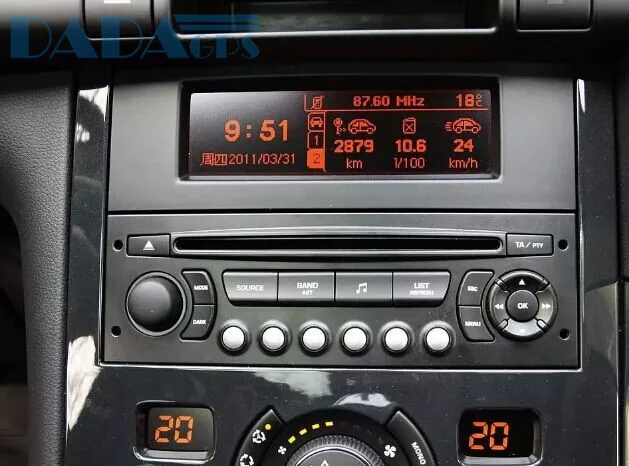 DADAGPS
87.60 MHz 18°C
9:51
1
2879 10.6 24
周四2011/03/31 2 km l/100 km/h
TA / PTY
MODE SOURCE BAND LIST ESC
AST REFRESH OK
DARK MENU
20 20
MONO